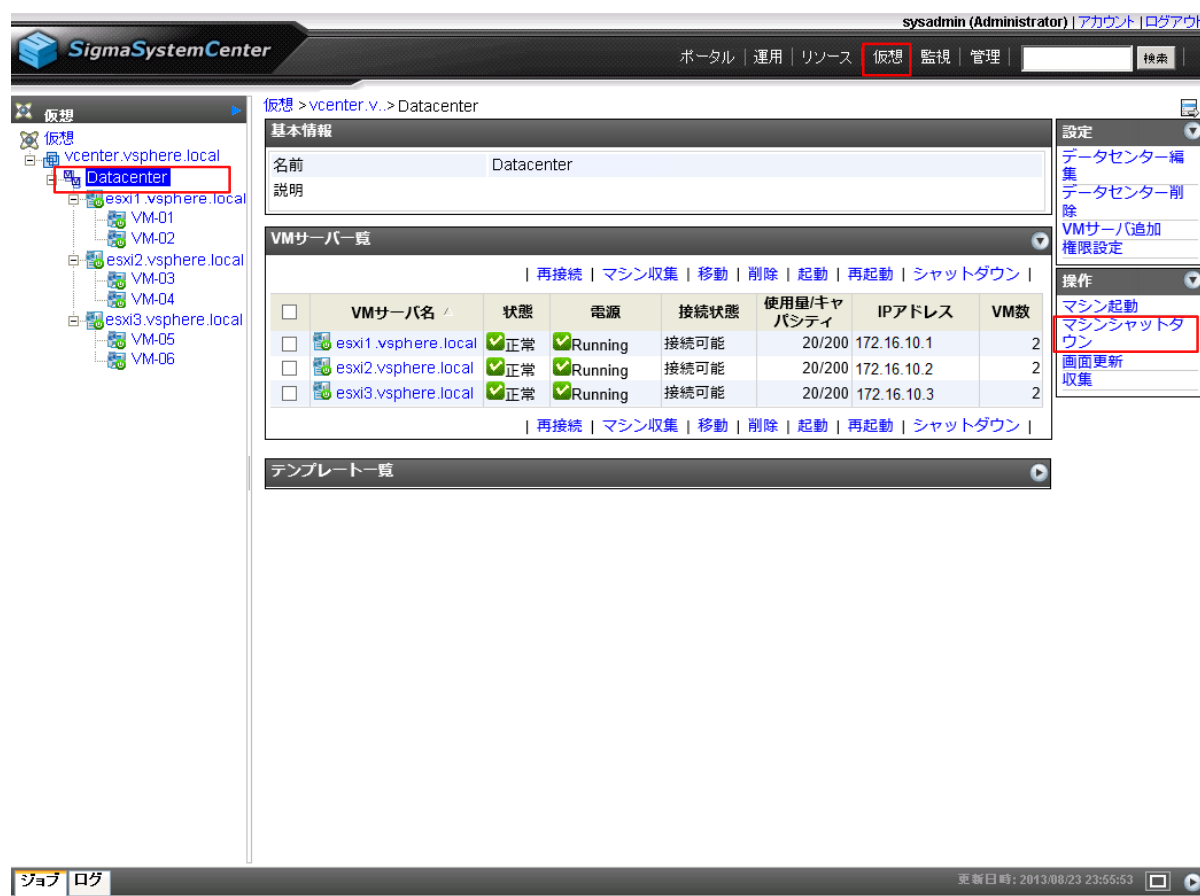 sysadmin (Administrator) | アカウント | ログアウト
SigmaSystemCenter
ポータル | 運用 | リソース | 仮想 | 監視 | 管理 | 検索 |
仮想
仮想
vcenter.vsphere.local
Datacenter
esxi1.vsphere.local
VM-01
VM-02
esxi2.vsphere.local
VM-03
VM-04
esxi3.vsphere.local
VM-05
VM-06
仮想 > vcenter.v..> Datacenter
基本情報
名前 Datacenter
説明
VMサーバ一覧
| 再接続 | マシン収集 | 移動 | 削除 | 起動 | 再起動 | シャットダウン |
VMサーバ名 状態 電源 接続状態 使用量/キャパシティ IPアドレス VM数
esxi1.vsphere.local 正常 Running 接続可能 20/200 172.16.10.1 2
esxi2.vsphere.local 正常 Running 接続可能 20/200 172.16.10.2 2
esxi3.vsphere.local 正常 Running 接続可能 20/200 172.16.10.3 2
| 再接続 | マシン収集 | 移動 | 削除 | 起動 | 再起動 | シャットダウン |
テンプレート一覧
設定
データセンター編
集
データセンター削
除
VMサーバ追加
権限設定
操作
マシン起動
マシンシャットダ
ウン
画面更新
収集
ジョブ ログ
更新日時: 2013/08/23 23:55:53